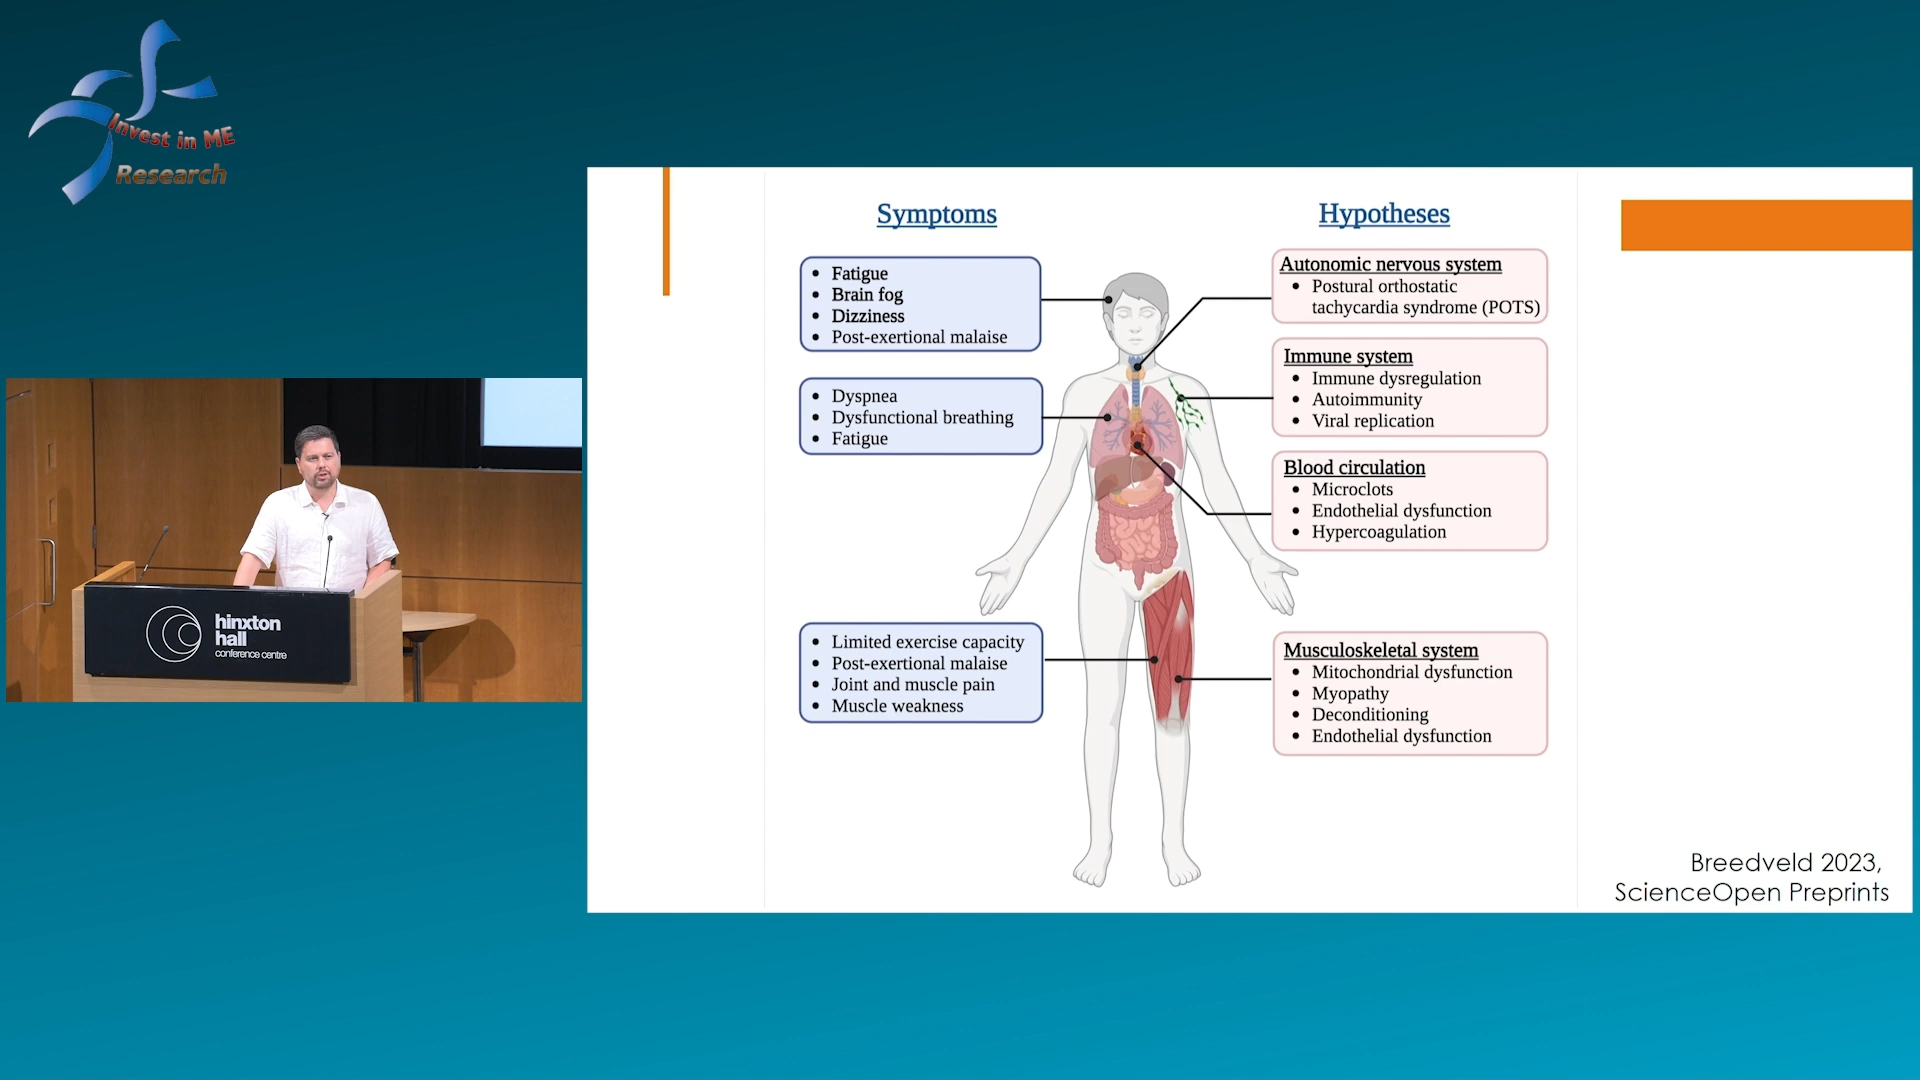 Invest in ME
Research
hinxton
hall
conference centre
Symptoms
• Fatigue
• Brain fog
• Dizziness
• Post-exertional malaise
• Dyspnea
• Dysfunctional breathing
• Fatigue
• Limited exercise capacity
• Post-exertional malaise
• Joint and muscle pain
• Muscle weakness
Hypotheses
Autonomic nervous system
• Postural orthostatic
tachycardia syndrome (POTS)
Immune system
• Immune dysregulation
• Autoimmunity
• Viral replication
Blood circulation
• Microclots
• Endothelial dysfunction
• Hypercoagulation
Musculoskeletal system
• Mitochondrial dysfunction
• Myopathy
• Deconditioning
• Endothelial dysfunction
Breedveld 2023,
ScienceOpen Preprints